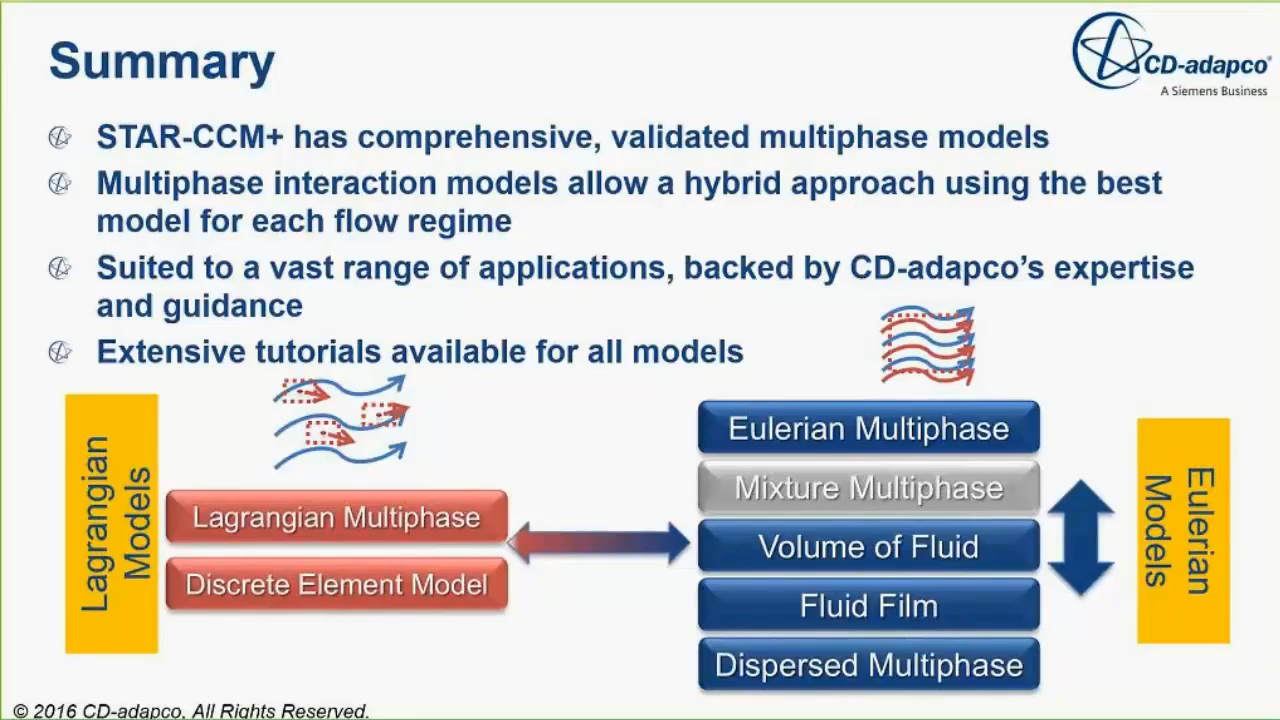 Summary
CD-adapco®
A Siemens Business
STAR-CCM+ has comprehensive, validated multiphase models
Multiphase interaction models allow a hybrid approach using the best
model for each flow regime
Suited to a vast range of applications, backed by CD-adapco’s expertise
and guidance
Extensive tutorials available for all models
Lagrangian
Models
Lagrangian Multiphase
Discrete Element Model
Eulerian Multiphase
Mixture Multiphase
Volume of Fluid
Fluid Film
Dispersed Multiphase
Eulerian
Models
© 2016 CD-adapco. All Rights Reserved.